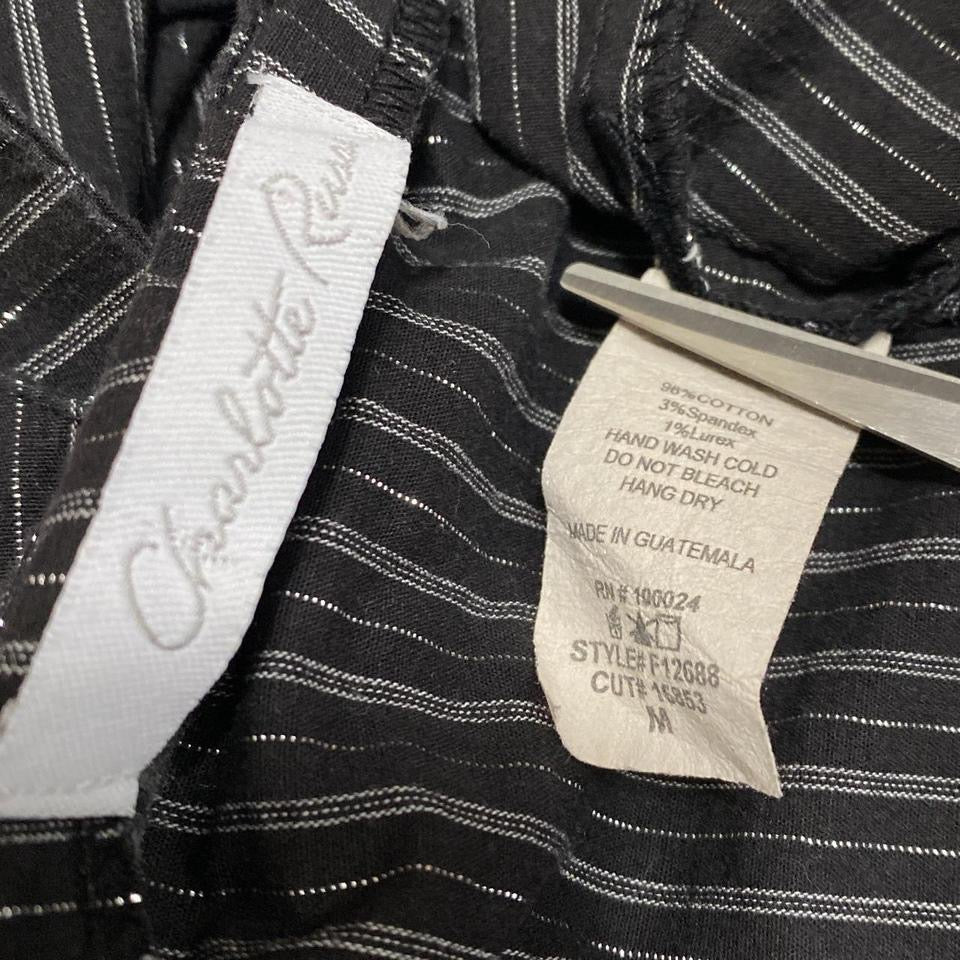 Charlotte Russe
96%COTTON
3%Spandex
1%Lurex
HAND WASH COLD
DO NOT BLEACH
HANG DRY
MADE IN GUATEMALA
RN # 100024
STYLE# F12688
CUT# 16853
M